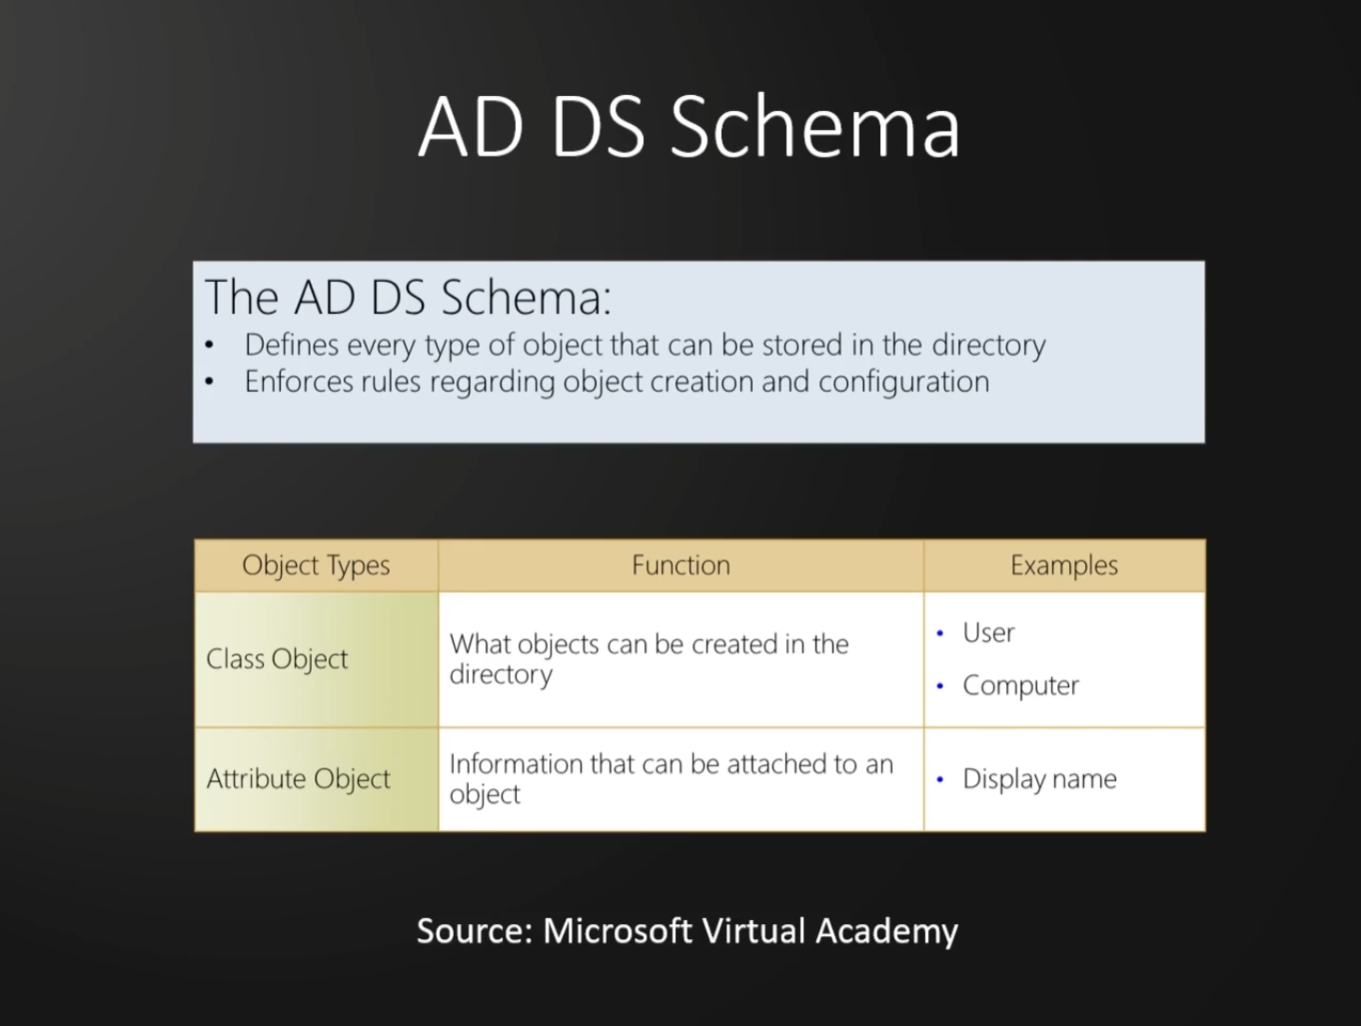 AD DS Schema
The AD DS Schema:
• Defines every type of object that can be stored in the directory
• Enforces rules regarding object creation and configuration
Object Types Function Examples
Class Object
What objects can be created in the
directory
• User
• Computer
Attribute Object
Information that can be attached to an
object
• Display name
Source: Microsoft Virtual Academy